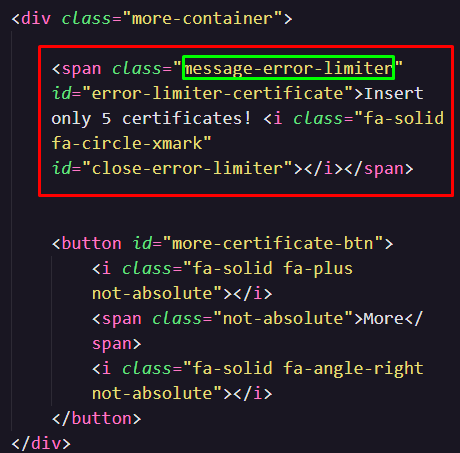 <div class="more-container">
<span class="message-error-limiter"
id="error-limiter-certificate">Insert
only 5 certificates! <i class="fa-solid
fa-circle-xmark"
id="close-error-limiter"></i></span>
<button id="more-certificate-btn">
<i class="fa-solid fa-plus
not-absolute"></i>
<span class="not-absolute">More</
span>
<i class="fa-solid fa-angle-right
not-absolute"></i>
</button>
</div>